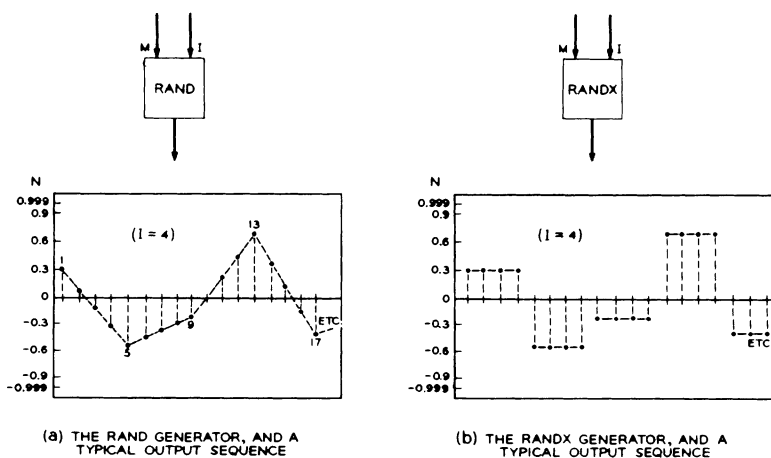 M I
RAND
N
0.999
0.9
0.6
0.3
0
-0.3
-0.6
-0.9
-0.999
(I = 4)
1
5
9
13
17
ETC.
(a) THE RAND GENERATOR, AND A
TYPICAL OUTPUT SEQUENCE
M I
RANDX
N
0.999
0.9
0.6
0.3
0
-0.3
-0.6
-0.9
-0.999
(I = 4)
ETC.
(b) THE RANDX GENERATOR, AND A
TYPICAL OUTPUT SEQUENCE